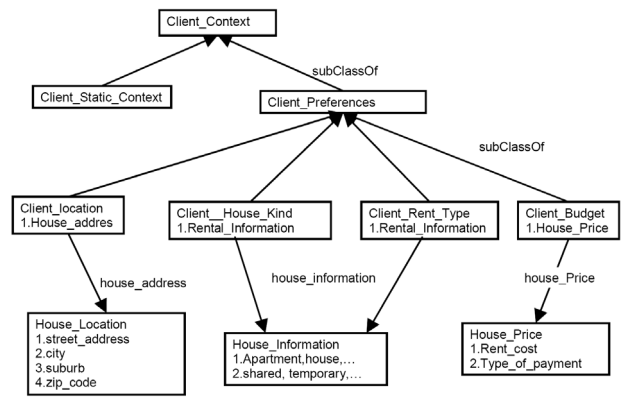 Client_Context
subClassOf
Client_Static_Context
Client_Preferences
subClassOf
Client_location
1.House_addres
Client__House_Kind
1.Rental_Information
Client_Rent_Type
1.Rental_Information
Client_Budget
1.House_Price
house_address
house_information
house_Price
House_Location
1.street_address
2.city
3.suburb
4.zip_code
House_Information
1.Apartment,house,...
2.shared, temporary,...
House_Price
1.Rent_cost
2.Type_of_payment